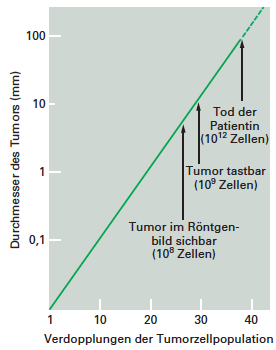 Durchmesser des Tumors (mm)
100
10
1
0,1
Tod der
Patientin
(10¹² Zellen)
Tumor tastbar
(10⁹ Zellen)
Tumor im Röntgen-
bild sichbar
(10⁸ Zellen)
1 10 20 30 40
Verdopplungen der Tumorzellpopulation